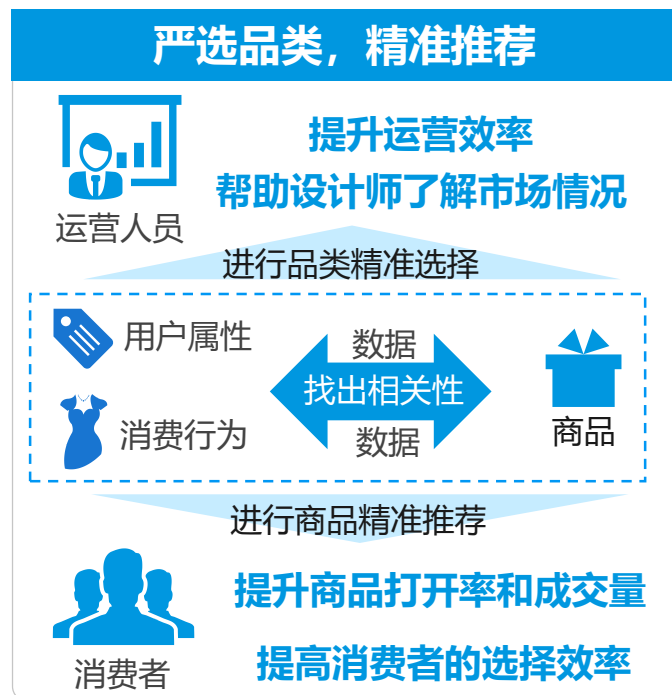 严选品类，精准推荐
提升运营效率
帮助设计师了解市场情况
运营人员
进行品类精准选择
用户属性
数据
找出相关性
消费行为
数据
商品
进行商品精准推荐
提升商品打开率和成交量
提高消费者的选择效率
消费者